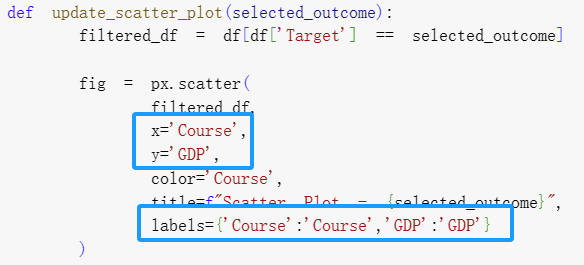 def update_scatter_plot(selected_outcome):
filtered_df = df[df['Target'] == selected_outcome]
fig = px.scatter(
filtered_df,
x='Course',
y='GDP',
color='Course',
title=f"Scatter Plot - {selected_outcome}",
labels={'Course':'Course','GDP':'GDP'}
)